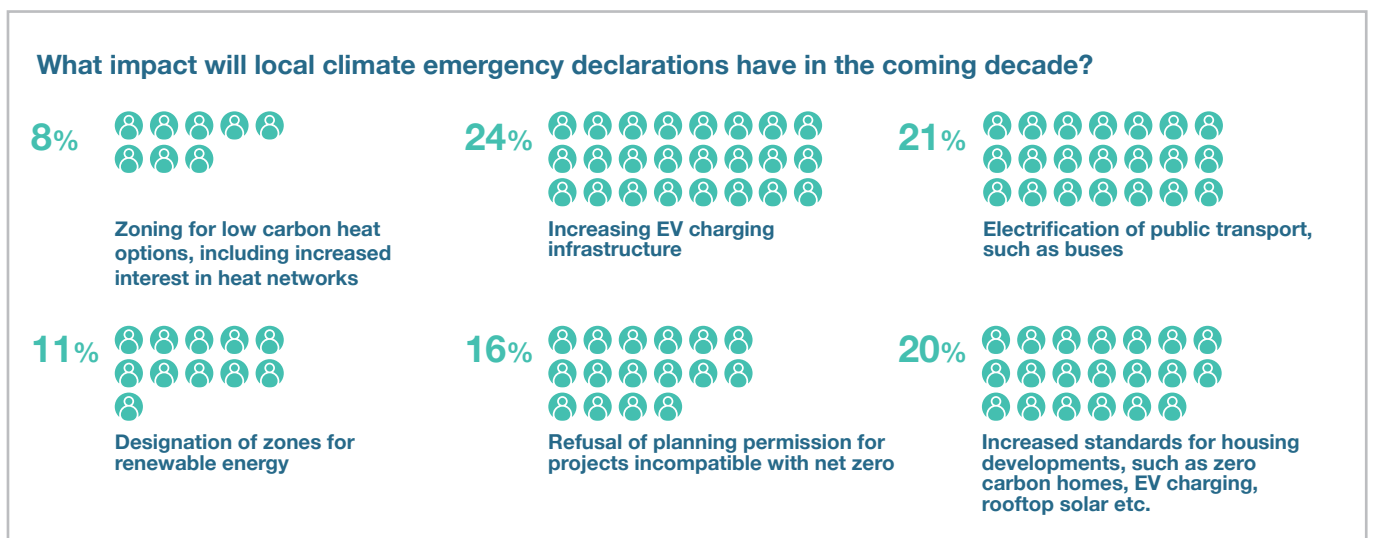 What impact will local climate emergency declarations have in the coming decade?
8%
Zoning for low carbon heat
options, including increased
interest in heat networks
24%
Increasing EV charging
infrastructure
21%
Electrification of public transport,
such as buses
11%
Designation of zones for
renewable energy
16%
Refusal of planning permission for
projects incompatible with net zero
20%
Increased standards for housing
developments, such as zero
carbon homes, EV charging,
rooftop solar etc.